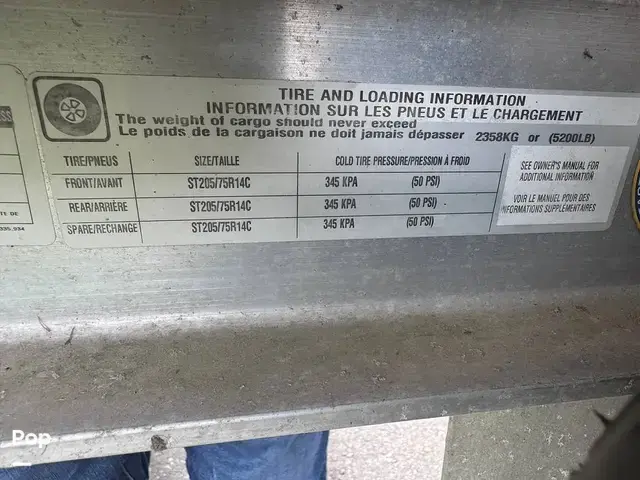 TIRE AND LOADING INFORMATION
INFORMATION SUR LES PNEUS ET LE CHARGEMENT
The weight of cargo should never exceed
Le poids de la cargaison ne doit jamais dépasser 2358KG or (5200LB)
TIRE/PNEUS SIZE/TAILLE COLD TIRE PRESSURE/PRESSION À FROID
FRONT/AVANT ST205/75R14C 345 KPA (50 PSI)
REAR/ARRIÈRE ST205/75R14C 345 KPA (50 PSI)
SPARE/RECHANGE ST205/75R14C 345 KPA (50 PSI)
SEE OWNER'S MANUAL FOR
ADDITIONAL INFORMATION
VOIR LE MANUEL POUR DES
INFORMATIONS SUPPLÉMENTAIRES
TE DE
335,934
Pop